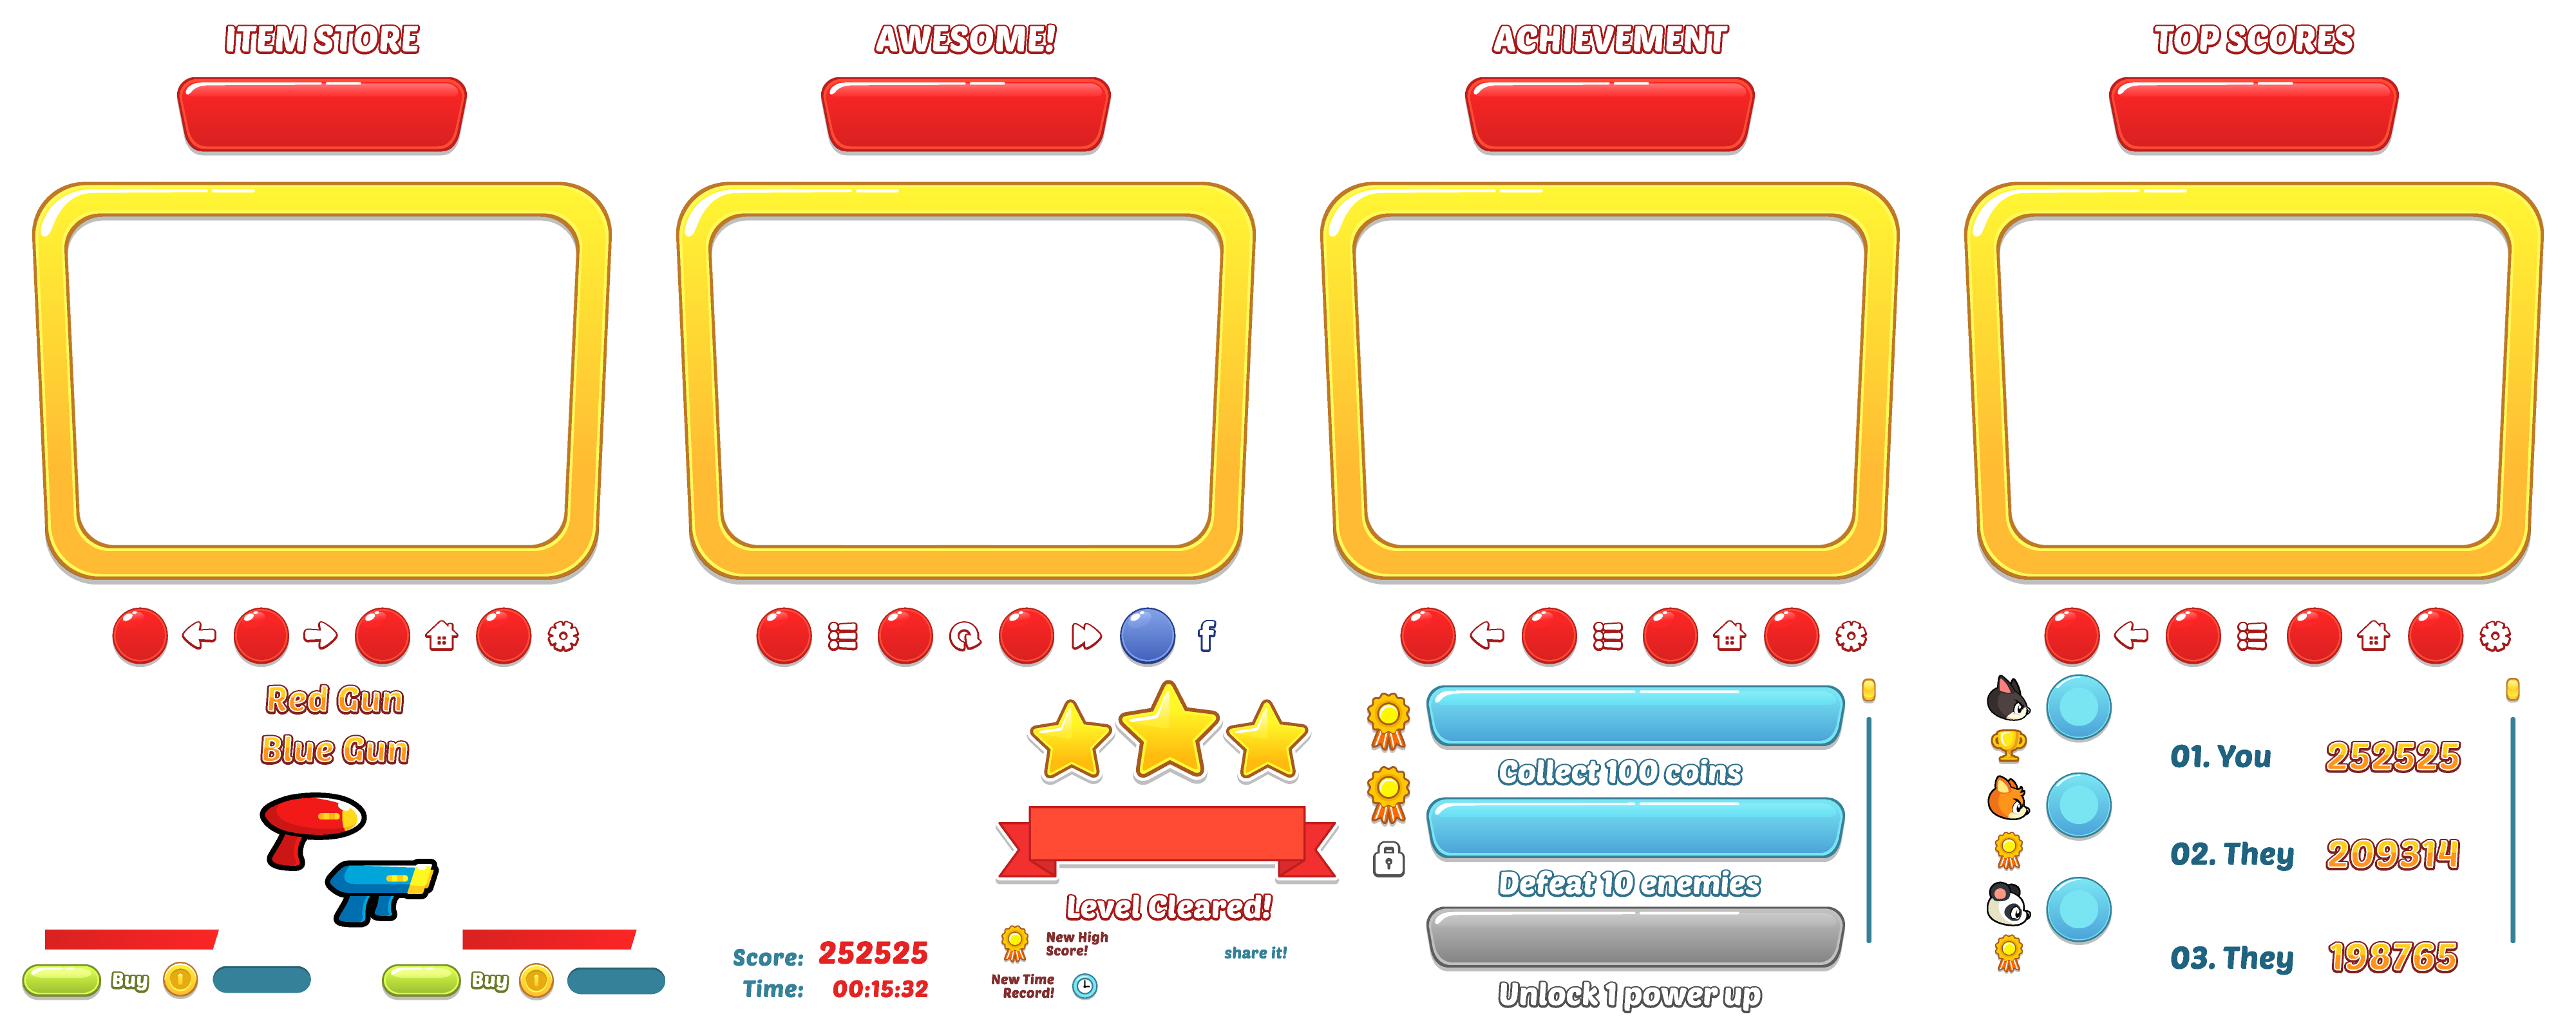 ITEM STORE
AWESOME!
ACHIEVEMENT
TOP SCORES
f
Red Gun
Blue Gun
Buy
Buy
Level Cleared!
Score: 252525
Time: 00:15:32
New High
Score!
share it!
New Time
Record!
Collect 100 coins
Defeat 10 enemies
Unlock 1 power up
01. You 252525
02. They 209314
03. They 198765